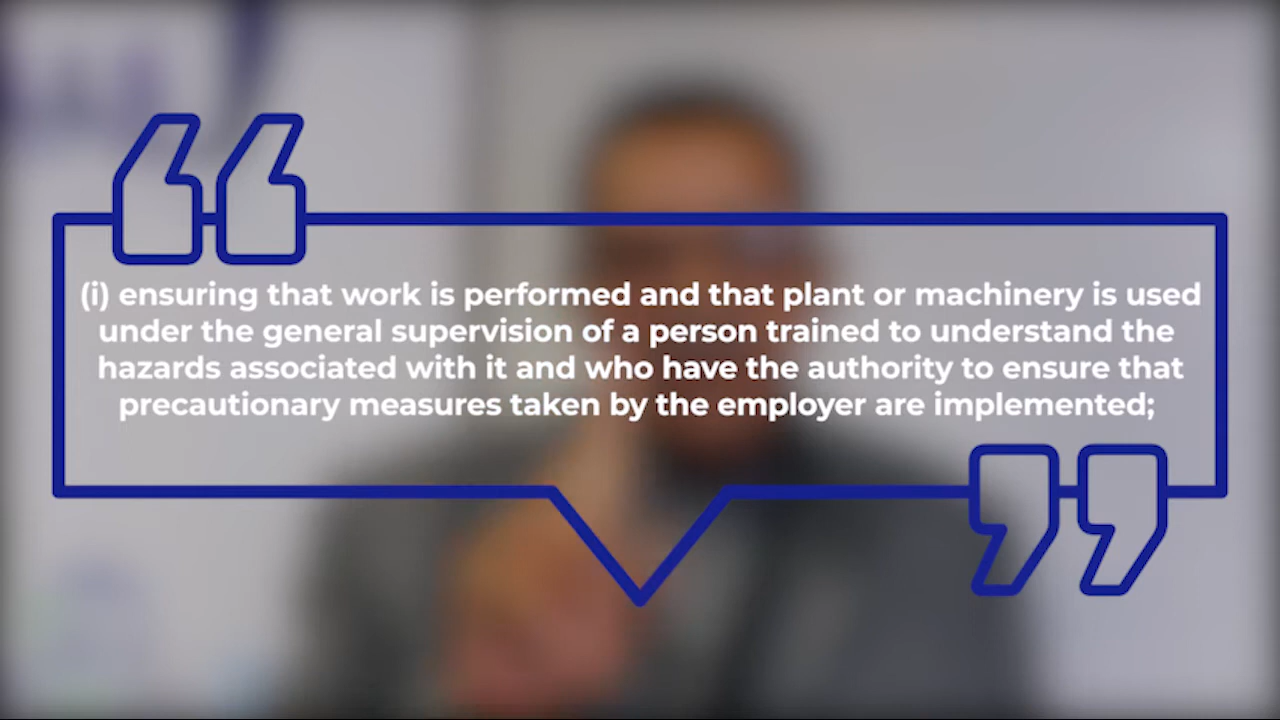 (i) ensuring that work is performed and that plant or machinery is used
under the general supervision of a person trained to understand the
hazards associated with it and who have the authority to ensure that
precautionary measures taken by the employer are implemented;